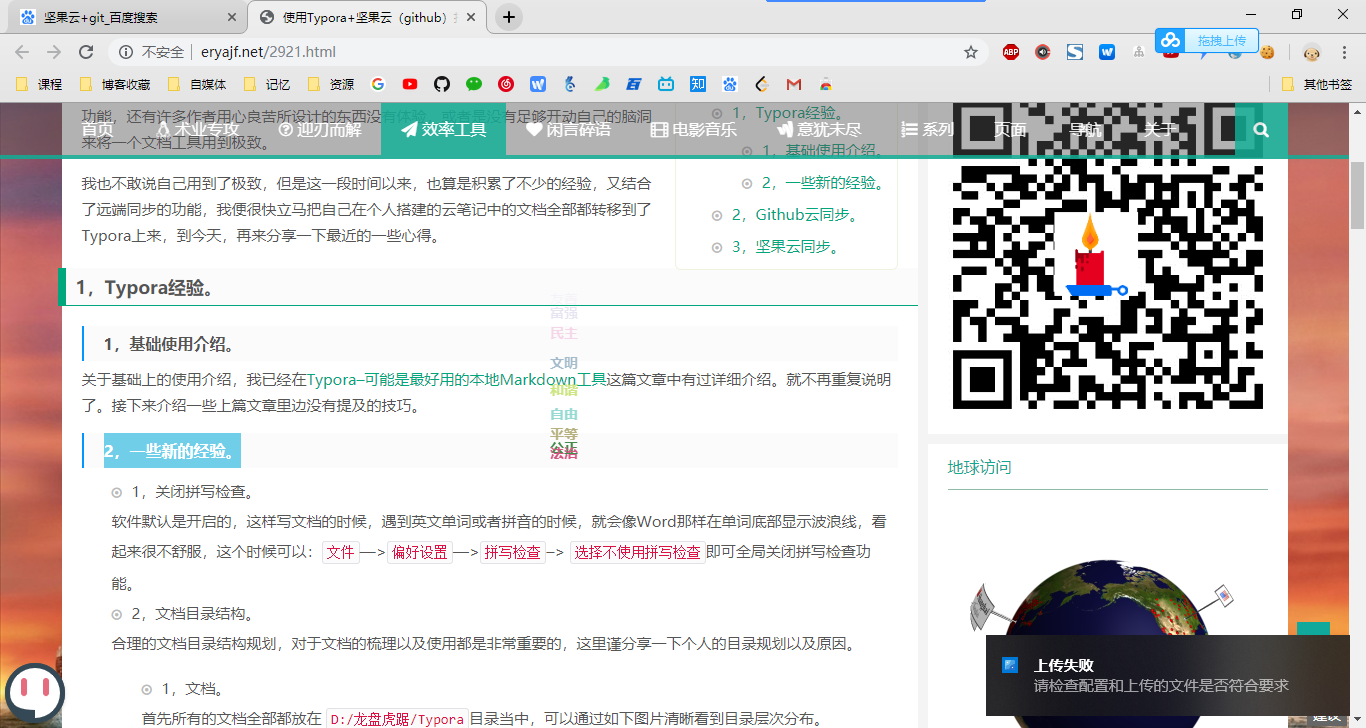 坚果云+git_百度搜索
使用Typora+坚果云（github）
不安全
eryajf.net/2921.html
ABP
拖拽上传
课程
博客收藏
自媒体
记忆
资源
知
其他书签
功能，还有许多作者用心良苦所设计的东西没有体验，或者是没有足够开动自己的脑洞
来将一个文档工具用到极致。
首页
术业专攻
迎刃而解
效率工具
闲言碎语
电影音乐
意犹未尽
系列
页面
导航
关于
我也不敢说自己用到了极致，但是这一段时间以来，也算是积累了不少的经验，又结合
了远端同步的功能，我便很快立马把自己在个人搭建的云笔记中的文档全部都转移到了
Typora上来，到今天，再来分享一下最近的一些心得。
1，Typora经验。
1，基础使用介绍。
2，一些新的经验。
2，Github云同步。
3，坚果云同步。
1，Typora经验。
富强
民主
文明
和谐
自由
平等
公正
法治
1，基础使用介绍。
关于基础上的使用介绍，我已经在Typora–可能是最好用的本地Markdown工具这篇文章中有过详细介绍。就不再重复说明
了。接下来介绍一些上篇文章里边没有提及的技巧。
2，一些新的经验。
1，关闭拼写检查。
软件默认是开启的，这样写文档的时候，遇到英文单词或者拼音的时候，就会像Word那样在单词底部显示波浪线，看
起来很不舒服，这个时候可以：文件—>偏好设置—>拼写检查–> 选择不使用拼写检查即可全局关闭拼写检查功
能。
2，文档目录结构。
合理的文档目录结构规划，对于文档的梳理以及使用都是非常重要的，这里谨分享一下个人的目录规划以及原因。
1，文档。
首先所有的文档全部都放在 D:/龙盘虎踞/Typora 目录当中，可以通过如下图片清晰看到目录层次分布。
地球访问
上传失败
请检查配置和上传的文件是否符合要求
建议